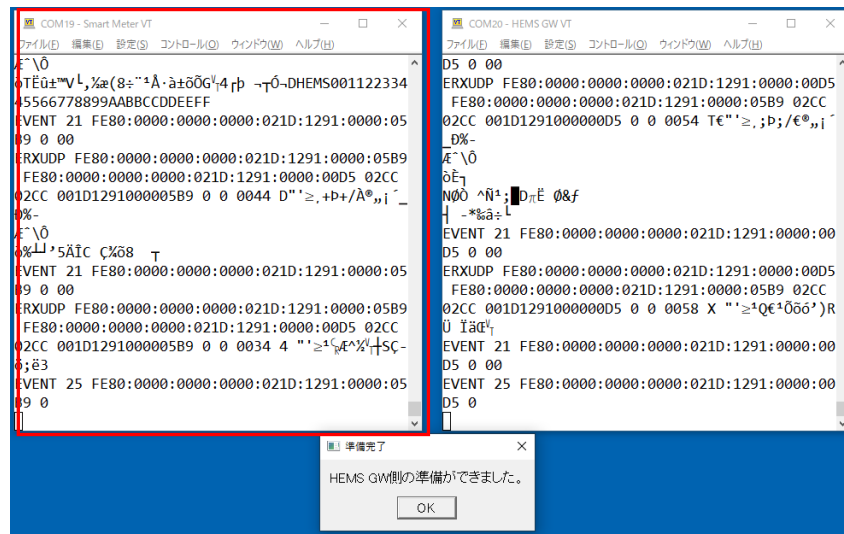 COM19 - Smart Meter VT
ファイル(F) 編集(E) 設定(S) コントロール(O) ウィンドウ(W) ヘルプ(H)
Æˆ\Ô
45566778899AABBCCDDEEFF
EVENT 21 FE80:0000:0000:0000:021D:1291:0000:05
B9 0 00
ERXUDP FE80:0000:0000:0000:021D:1291:0000:05B9
FE80:0000:0000:0000:021D:1291:0000:00D5 02CC
02CC 001D1291000005B9 0 0 0044
Ð%-
Æˆ\Ô
EVENT 21 FE80:0000:0000:0000:021D:1291:0000:05
B9 0 00
ERXUDP FE80:0000:0000:0000:021D:1291:0000:05B9
FE80:0000:0000:0000:021D:1291:0000:00D5 02CC
02CC 001D1291000005B9 0 0 0034
EVENT 25 FE80:0000:0000:0000:021D:1291:0000:05
B9 0
COM20 - HEMS GW VT
ファイル(F) 編集(E) 設定(S) コントロール(O) ウィンドウ(W) ヘルプ(H)
D5 0 00
ERXUDP FE80:0000:0000:0000:021D:1291:0000:00D5
FE80:0000:0000:0000:021D:1291:0000:05B9 02CC
02CC 001D1291000000D5 0 0 0054
_Ð%-
Æˆ\Ô
EVENT 21 FE80:0000:0000:0000:021D:1291:0000:00
D5 0 00
ERXUDP FE80:0000:0000:0000:021D:1291:0000:00D5
FE80:0000:0000:0000:021D:1291:0000:05B9 02CC
02CC 001D1291000000D5 0 0 0058
EVENT 21 FE80:0000:0000:0000:021D:1291:0000:00
D5 0 00
EVENT 25 FE80:0000:0000:0000:021D:1291:0000:00
D5 0
準備完了
HEMS GW側の準備ができました。
OK